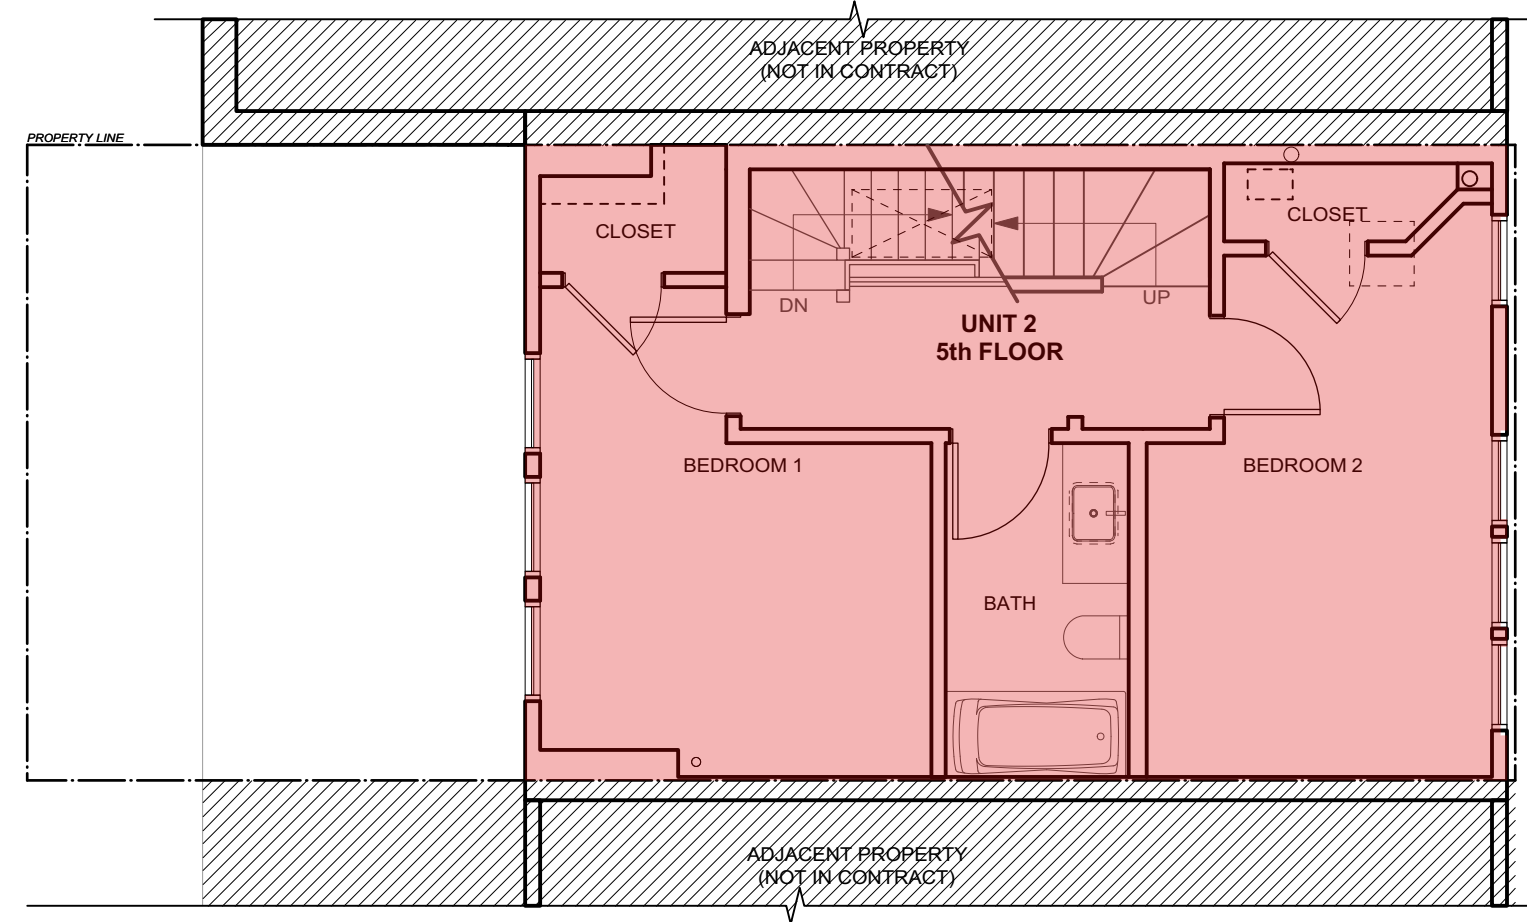 ADJACENT PROPERTY
(NOT IN CONTRACT)
PROPERTY LINE
CLOSET
CLOSET
DN
UP
UNIT 2
5th FLOOR
BEDROOM 1
BEDROOM 2
BATH
ADJACENT PROPERTY
(NOT IN CONTRACT)